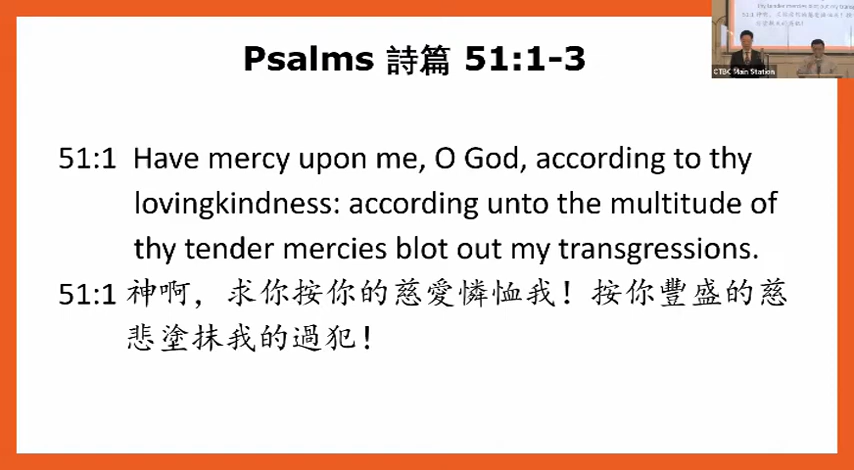 Psalms 詩篇 51:1-3
51:1 Have mercy upon me, O God, according to thy
lovingkindness: according unto the multitude of
thy tender mercies blot out my transgressions.
51:1 神啊，求你按你的慈愛憐恤我！按你豐盛的慈
悲塗抹我的過犯！
CTBC Main Station